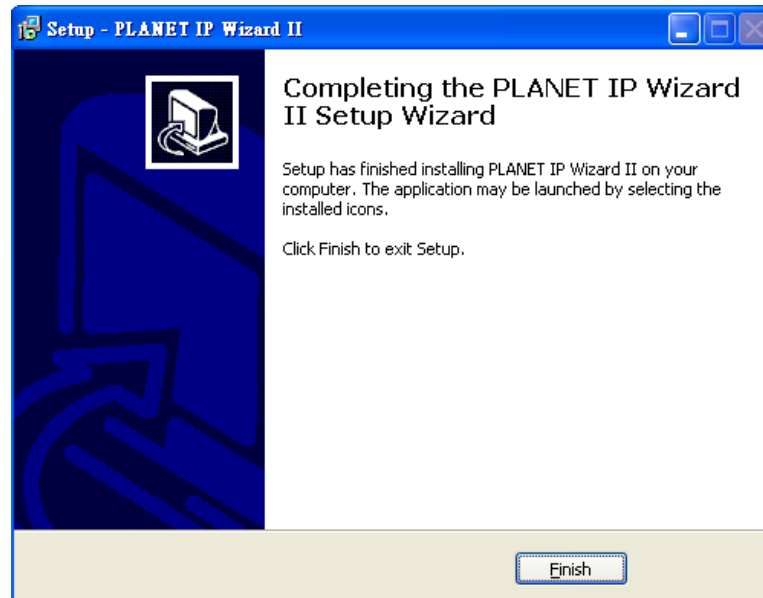 Setup - PLANET IP Wizard II
Completing the PLANET IP Wizard
II Setup Wizard
Setup has finished installing PLANET IP Wizard II on your
computer. The application may be launched by selecting the
installed icons.
Click Finish to exit Setup.
Finish